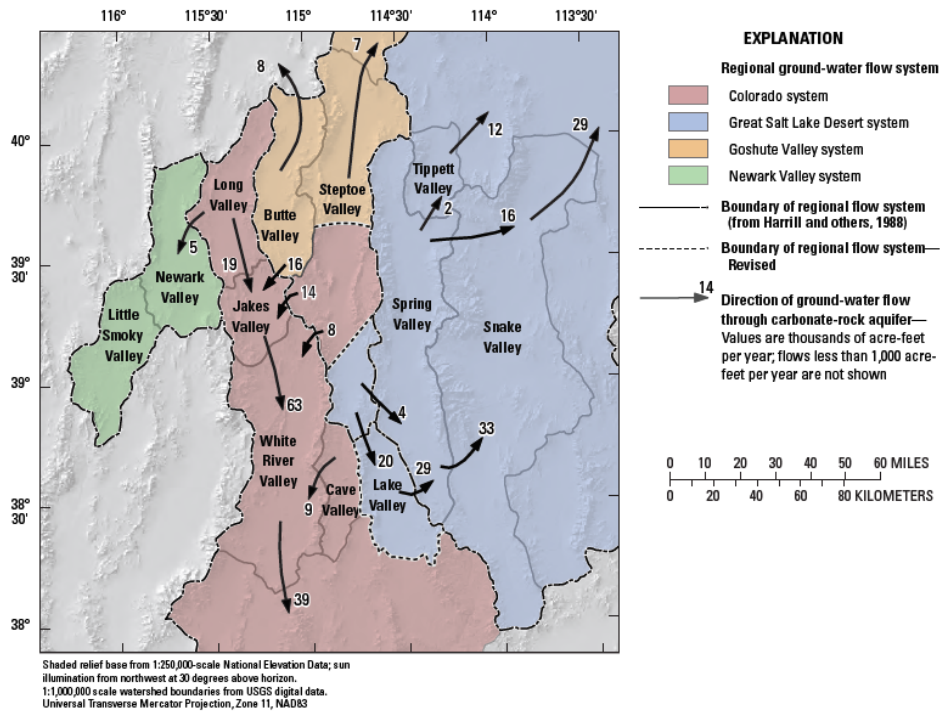 116°
115°30'
115°
114°30'
114°
113°30'
40°
39°
30'
39°
38°
30'
38°
7
8
12
29
Tippett
Valley
Long
Valley
Steptoe
Valley
Butte
Valley
2
16
5
19
16
14
Newark
Valley
Jakes
Valley
Spring
Valley
Little
Smoky
Valley
Snake
Valley
8
63
4
33
White
River
Valley
20
29
Lake
Valley
Cave
Valley
9
39
EXPLANATION
Regional ground-water flow system
Colorado system
Great Salt Lake Desert system
Goshute Valley system
Newark Valley system
Boundary of regional flow system
(from Harrill and others, 1988)
Boundary of regional flow system—
Revised
14
Direction of ground-water flow
through carbonate-rock aquifer—
Values are thousands of acre-feet
per year; flows less than 1,000 acre-
feet per year are not shown
0 10 20 30 40 50 60 MILES
0 20 40 60 80 KILOMETERS
Shaded relief base from 1:250,000-scale National Elevation Data; sun
illumination from northwest at 30 degrees above horizon.
1:1,000,000 scale watershed boundaries from USGS digital data.
Universal Transverse Mercator Projection, Zone 11, NAD83